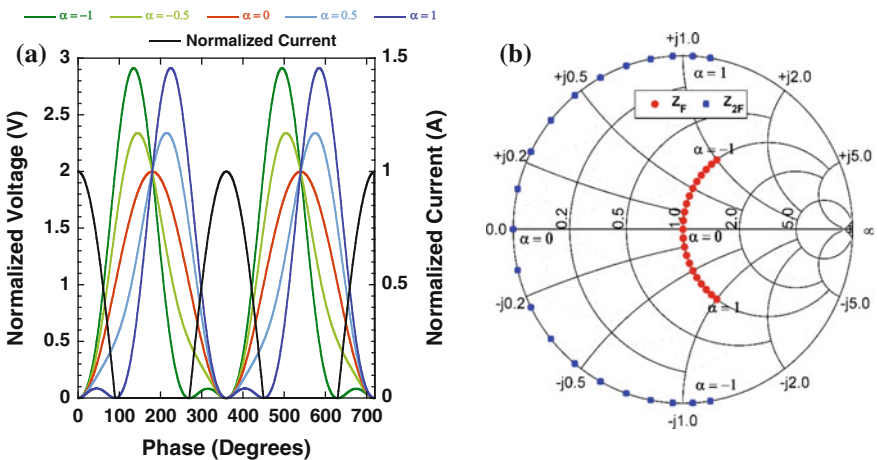 α = −1 α = −0.5 α = 0 α = 0.5 α = 1
Normalized Current
(a)
Normalized Voltage (V)
3
2.5
2
1.5
1
0.5
0
1.5
1
0.5
0
Normalized Current (A)
0 100 200 300 400 500 600 700
Phase (Degrees)
(b)
+j1.0
α = 1
+j0.5
+j2.0
Z_F Z_2F
α = −1
+j0.2
+j5.0
0.0
0.2
0.5
1.0
2.0
5.0
∞
α = 0
α = 0
-j0.2
-j5.0
α = 1
-j0.5
-j2.0
α = −1
-j1.0